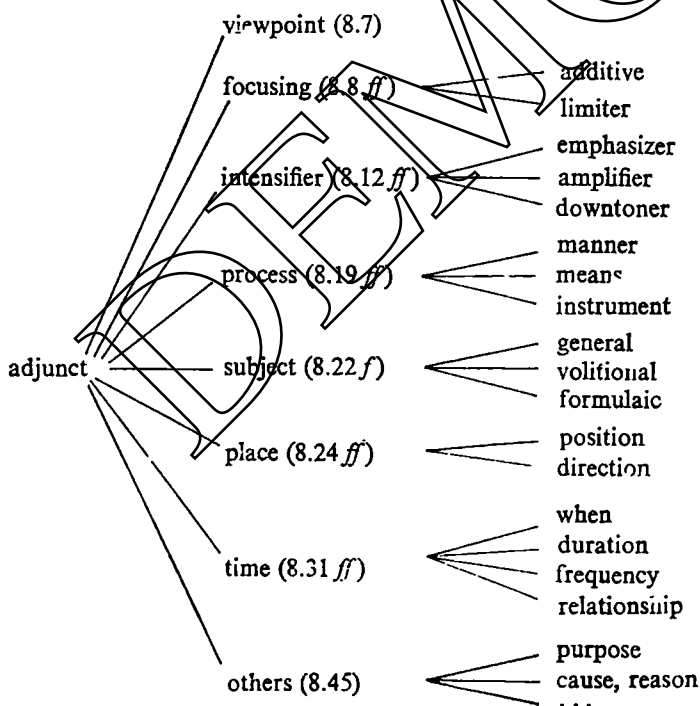 viewpoint (8.7)
focusing (8.8 ff)
additive
limiter
intensifier (8.12 ff)
emphasizer
amplifier
downtoner
process (8.19 ff)
manner
means
instrument
adjunct
subject (8.22 f)
general
volitional
formulaic
place (8.24 ff)
position
direction
time (8.31 ff)
when
duration
frequency
relationship
others (8.45)
purpose
cause, reason
DEMO